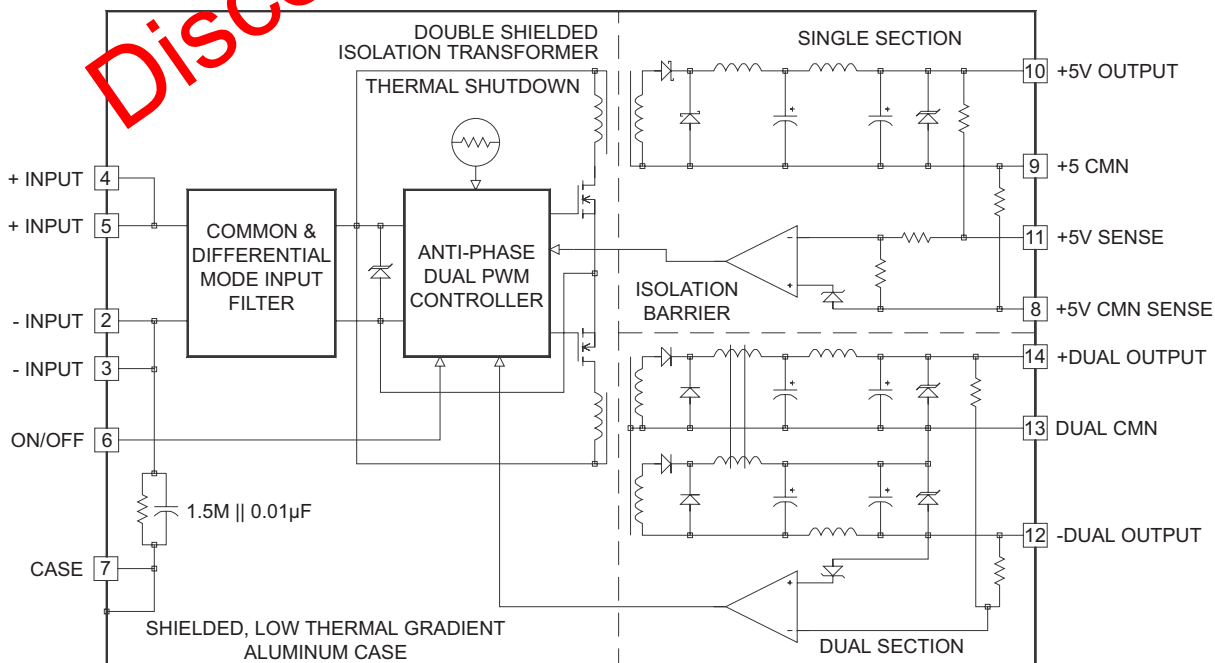 DOUBLE SHIELDED
ISOLATION TRANSFORMER
THERMAL SHUTDOWN
SINGLE SECTION
10 +5V OUTPUT
9 +5 CMN
11 +5V SENSE
8 +5V CMN SENSE
+ INPUT 4
+ INPUT 5
- INPUT 2
- INPUT 3
ON/OFF 6
CASE 7
COMMON &
DIFFERENTIAL
MODE INPUT
FILTER
ANTI-PHASE
DUAL PWM
CONTROLLER
ISOLATION
BARRIER
14 +DUAL OUTPUT
13 DUAL CMN
12 -DUAL OUTPUT
1.5M || 0.01µF
SHIELDED, LOW THERMAL GRADIENT
ALUMINUM CASE
DUAL SECTION